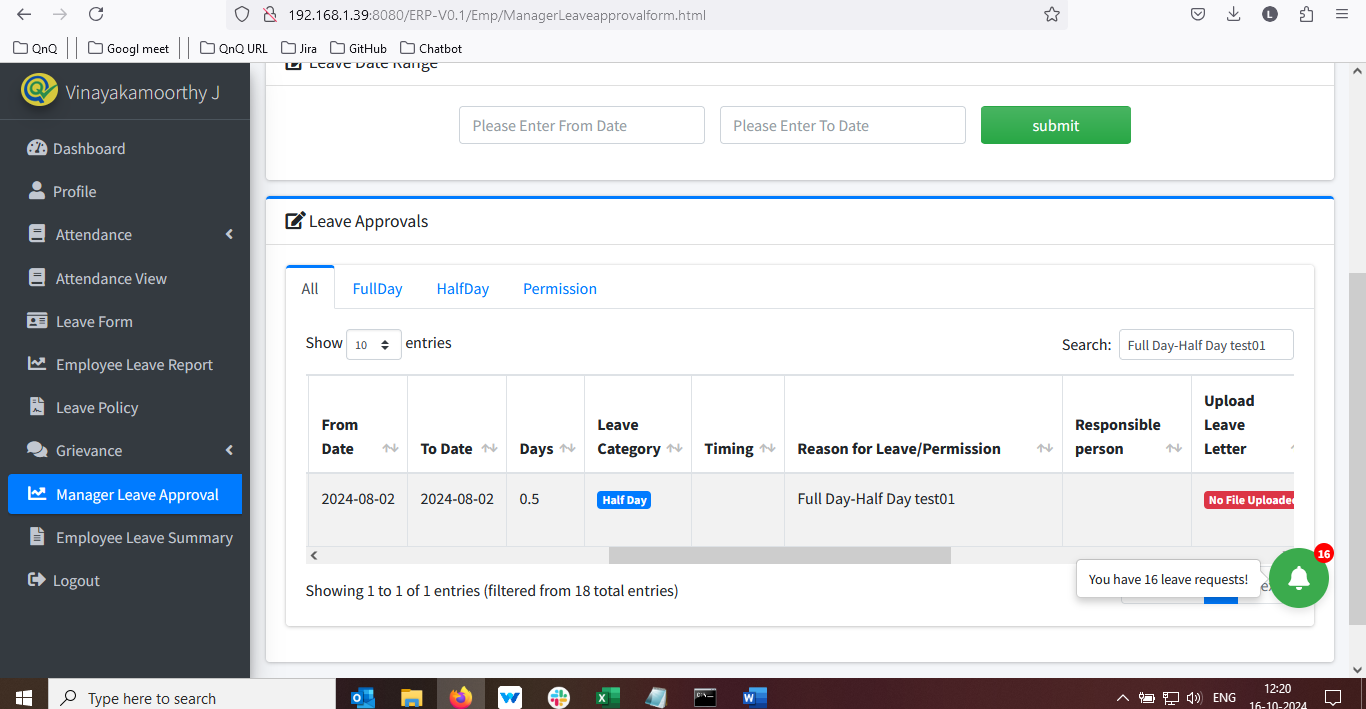 192.168.1.39:8080/ERP-V0.1/Emp/ManagerLeaveapprovalform.html
L
QnQ
Googl meet
QnQ URL
Jira
GitHub
Chatbot
Vinayakamoorthy J
Dashboard
Profile
Attendance
Attendance View
Leave Form
Employee Leave Report
Leave Policy
Grievance
Manager Leave Approval
Employee Leave Summary
Logout
Leave Date Range
Please Enter From Date
Please Enter To Date
submit
Leave Approvals
All
FullDay
HalfDay
Permission
Show 10 entries
Search: Full Day-Half Day test01
From Date
To Date
Days
Leave Category
Timing
Reason for Leave/Permission
Responsible person
Upload Leave Letter
2024-08-02
2024-08-02
0.5
Half Day
Full Day-Half Day test01
No File Uploaded
Showing 1 to 1 of 1 entries (filtered from 18 total entries)
You have 16 leave requests!
16
Type here to search
ENG
12:20
16-10-2024